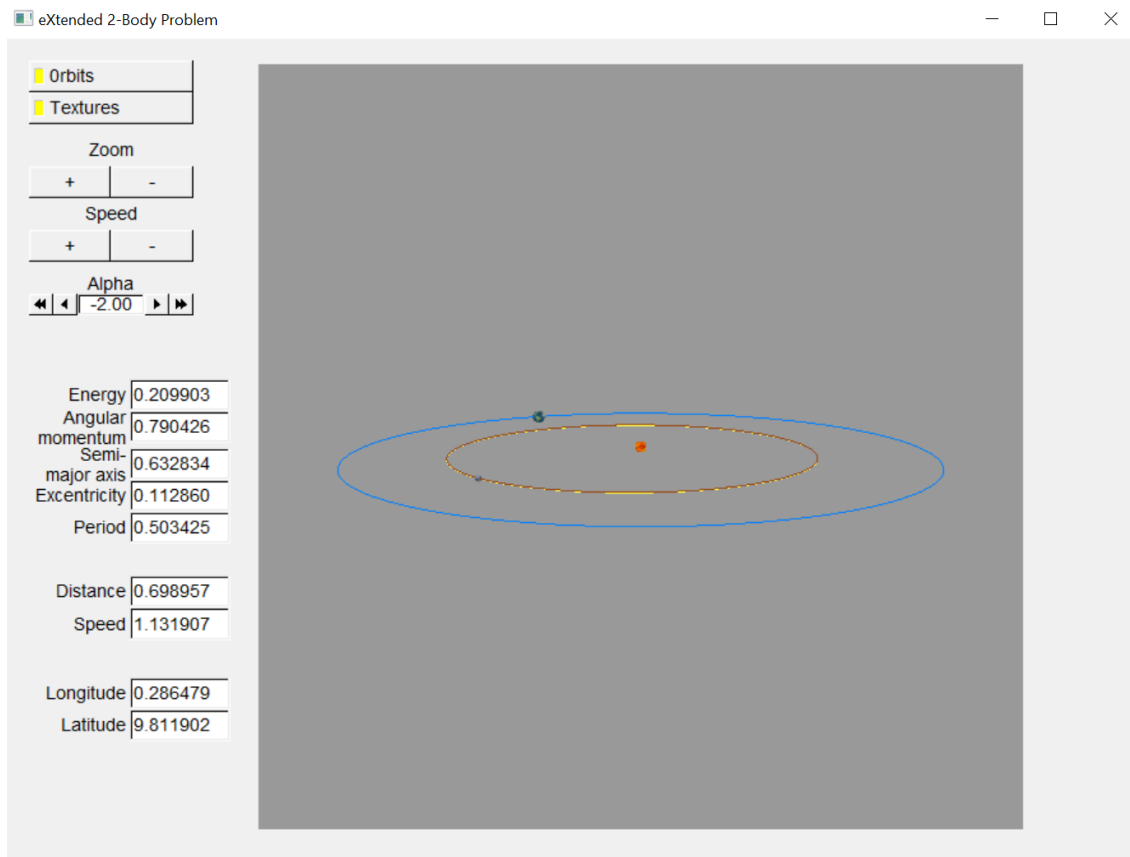 eXtended 2-Body Problem
0rbits
Textures
Zoom
+ -
Speed
+ -
Alpha
-2.00
Energy 0.209903
Angular
momentum 0.790426
Semi-
major axis 0.632834
Excentricity 0.112860
Period 0.503425
Distance 0.698957
Speed 1.131907
Longitude 0.286479
Latitude 9.811902